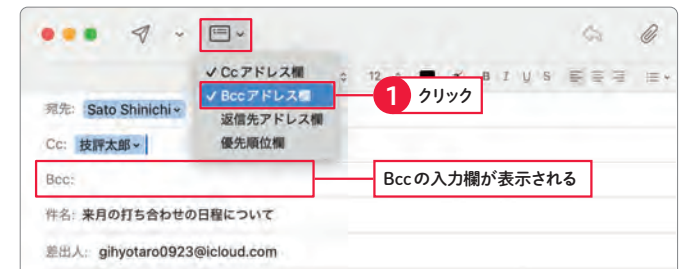 ✓ Ccアドレス欄
✓ Bccアドレス欄
返信先アドレス欄
優先順位欄
12
B I U S
1 クリック
宛先: Sato Shinichi
Cc: 技評太郎
Bcc:
Bccの入力欄が表示される
件名: 来月の打ち合わせの日程について
差出人: gihyotaro0923@icloud.com